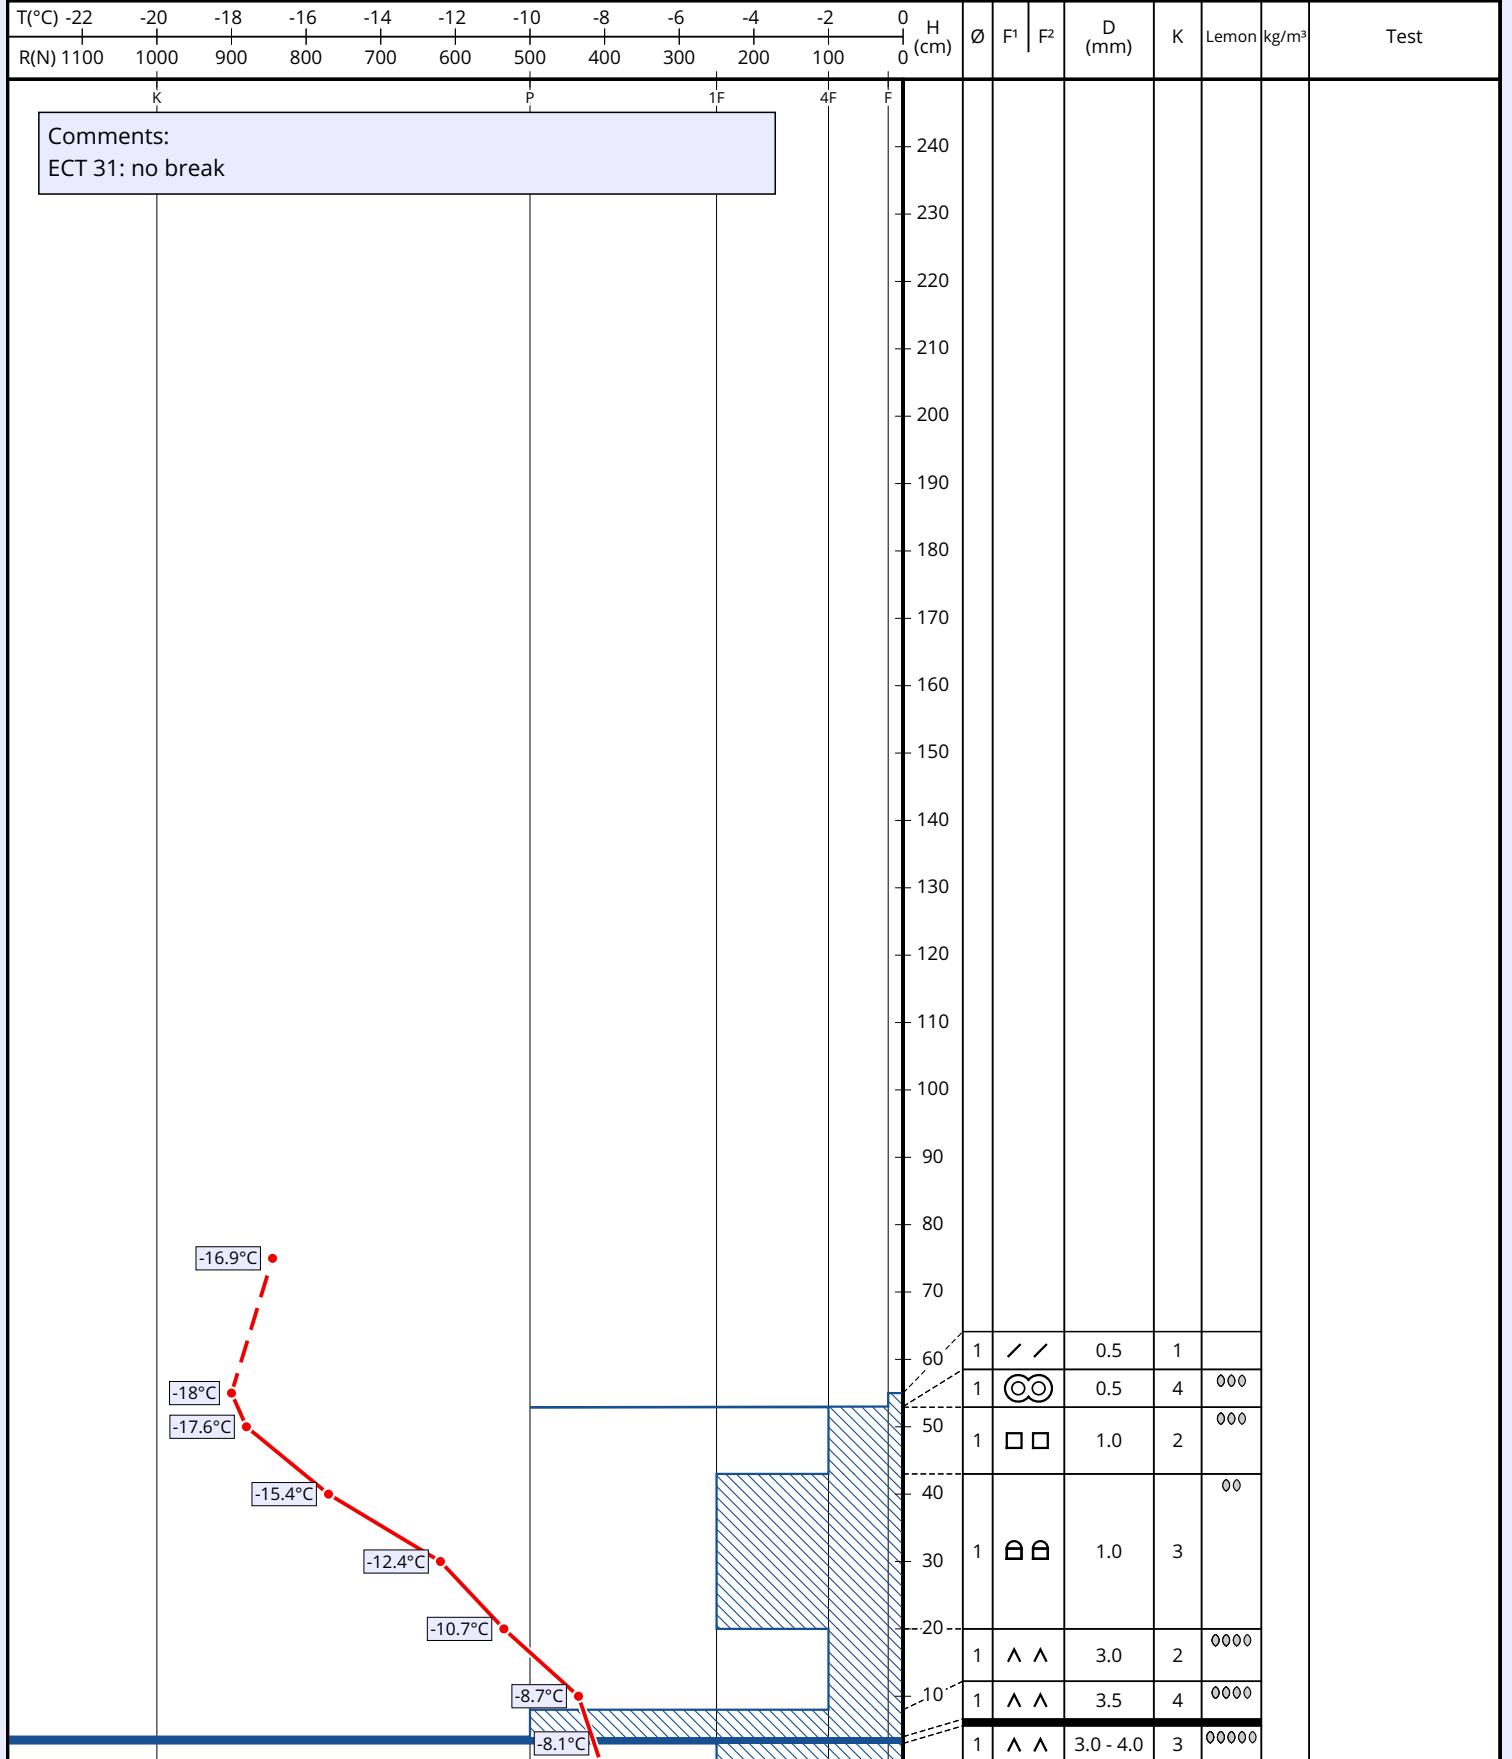 T(°C) -22 -20 -18 -16 -14 -12 -10 -8 -6 -4 -2 0
R(N) 1100 1000 900 800 700 600 500 400 300 200 100 0
H (cm) Ø F¹ F² D (mm) K Lemon kg/m³ Test
K P 1F 4F F
Comments:
ECT 31: no break
240
230
220
210
200
190
180
170
160
150
140
130
120
110
100
90
80
-16.9°C
70
60 1 0.5 1
-18°C 1 0.5 4
-17.6°C 50 1 1.0 2
-15.4°C 40
-12.4°C 30 1 1.0 3
-10.7°C 20
1 3.0 2
-8.7°C 10 1 3.5 4
-8.1°C 1 3.0 - 4.0 3